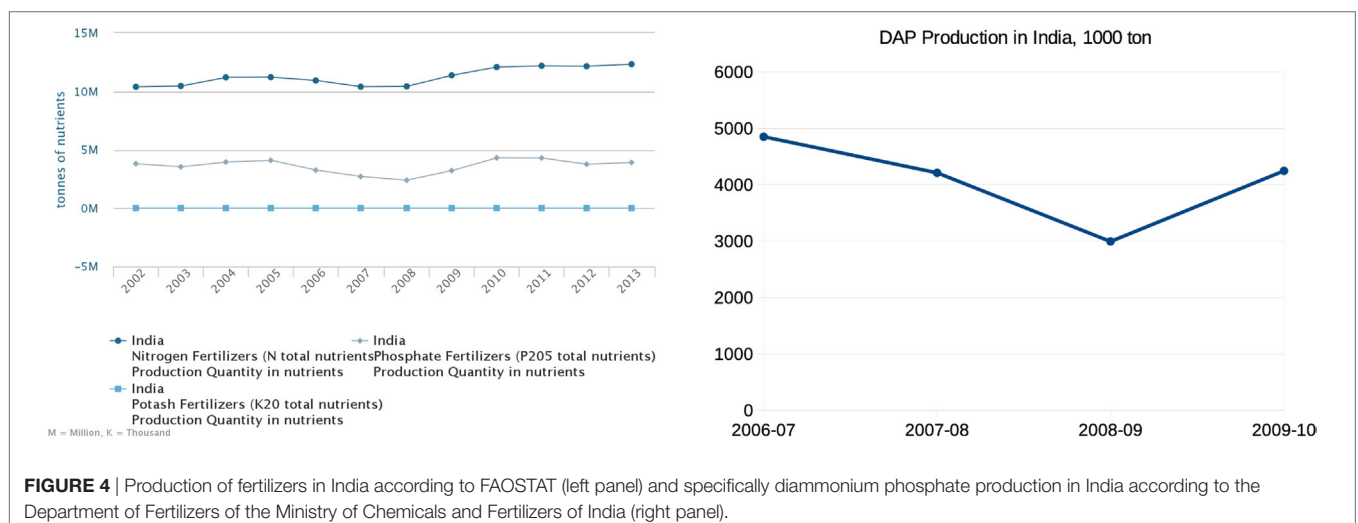 15M
10M
5M
0M
−5M
tonnes of nutrients
2002 2003 2004 2005 2006 2007 2008 2009 2010 2011 2012 2013
India
Nitrogen Fertilizers (N total nutrients
Production Quantity in nutrients
India
Phosphate Fertilizers (P205 total nutrients)
Production Quantity in nutrients
India
Potash Fertilizers (K20 total nutrients)
Production Quantity in nutrients
M = Million, K = Thousand
DAP Production in India, 1000 ton
6000
5000
4000
3000
2000
1000
0
2006-07 2007-08 2008-09 2009-10
FIGURE 4 | Production of fertilizers in India according to FAOSTAT (left panel) and specifically diammonium phosphate production in India according to the
Department of Fertilizers of the Ministry of Chemicals and Fertilizers of India (right panel).